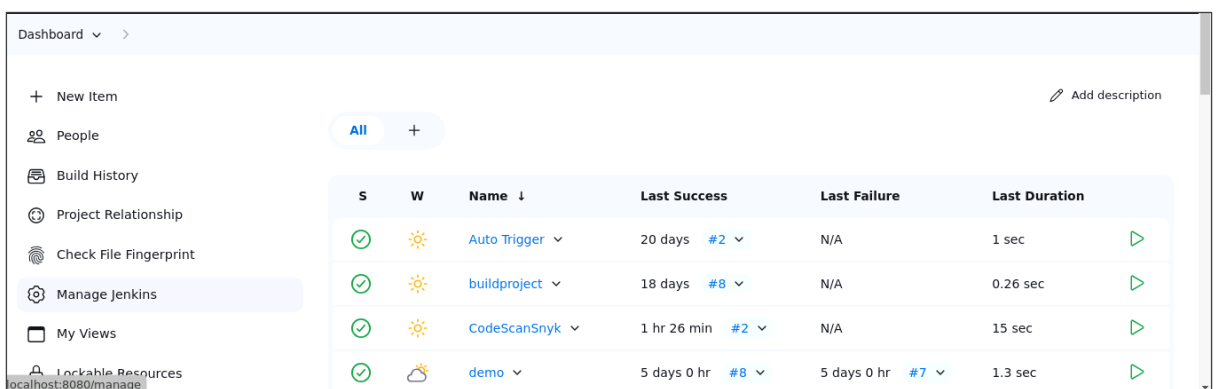 Dashboard
New Item
People
Build History
Project Relationship
Check File Fingerprint
Manage Jenkins
My Views
Lockable Resources
localhost:8080/manage
Add description
All +
S W Name ↓ Last Success Last Failure Last Duration
Auto Trigger 20 days #2 N/A 1 sec
buildproject 18 days #8 N/A 0.26 sec
CodeScanSnyk 1 hr 26 min #2 N/A 15 sec
demo 5 days 0 hr #8 5 days 0 hr #7 1.3 sec